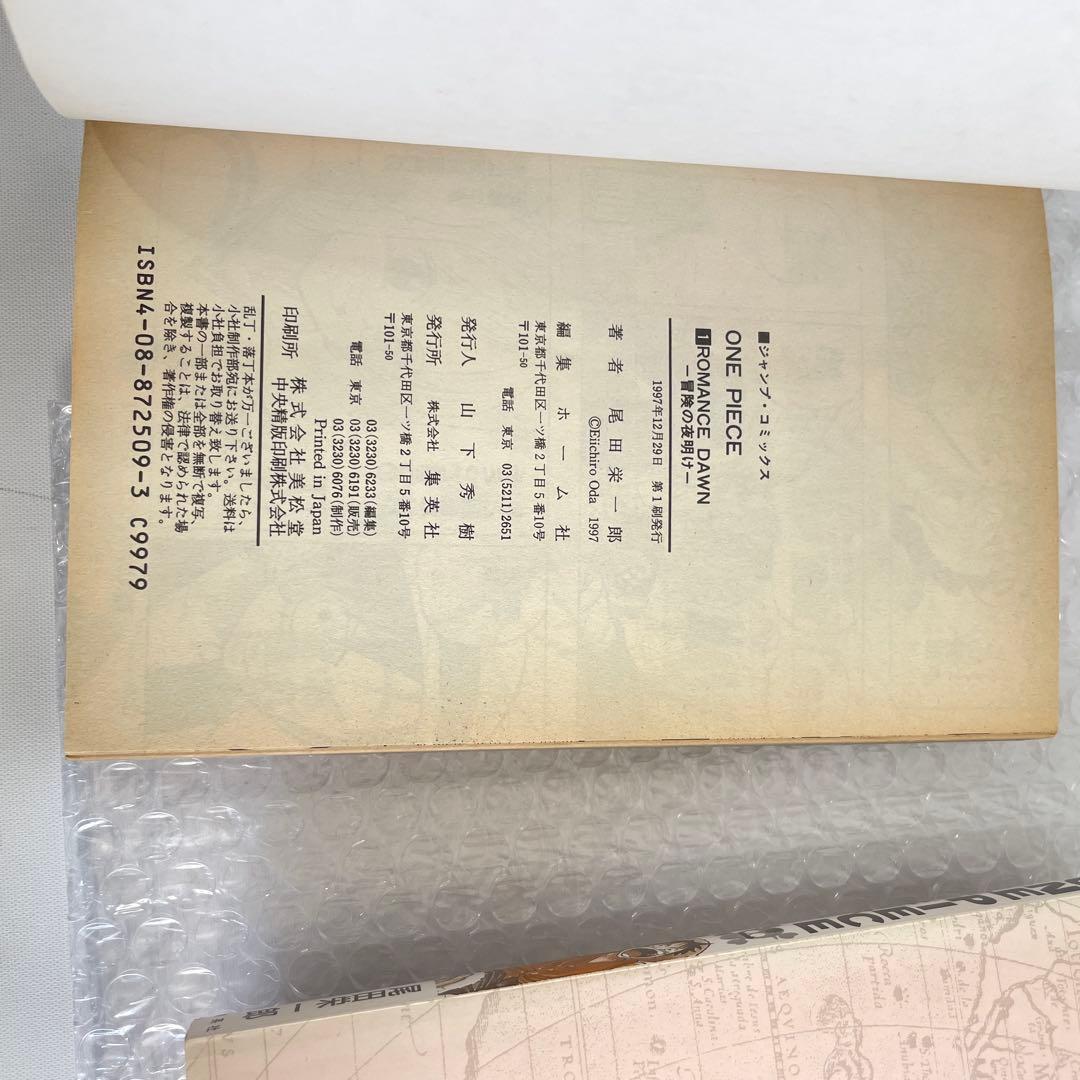 ■ジャンプ・コミックス
ONE PIECE
1 ROMANCE DAWN
ー冒険の夜明けー
1997年12月29日 第1刷発行
著者 尾田栄一郎
©Eiichiro Oda 1997
編集 ホーム社
東京都千代田区一ツ橋2丁目5番10号
〒101-50
電話 東京 03(5211)2651
発行人 山下秀樹
発行所 株式会社 集英社
東京都千代田区一ツ橋2丁目5番10号
〒101-50
03(3230)6233(編集)
電話 東京 03(3230)6191(販売)
03(3230)6076(制作)
Printed in Japan
印刷所 株式会社美松堂
中央精版印刷株式会社
乱丁・落丁本が万一ございましたら、
小社制作部宛にお送り下さい。送料は
小社負担でお取り替え致します。
本書の一部または全部を無断で複写、
複製することは、法律で認められた場
合を除き、著作権の侵害となります。
ISBN4-08-872509-3 C9979
尾田栄一郎
Rocca
partida
S. Carolina